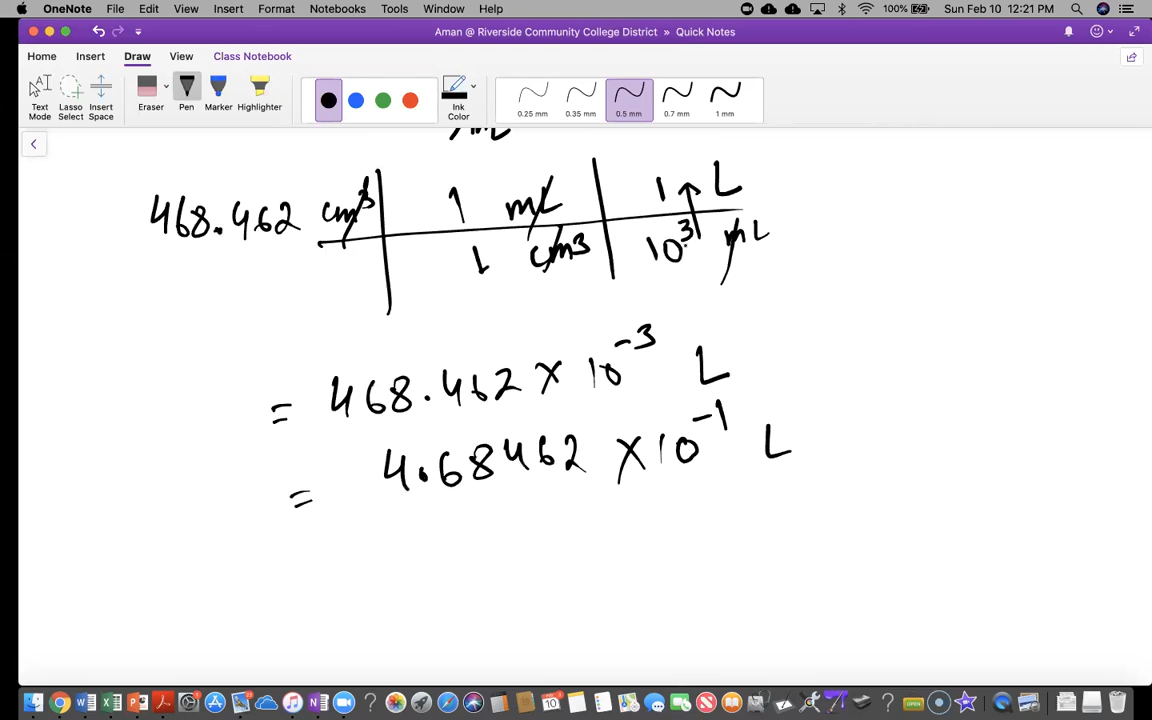 OneNote File Edit View Insert Format Notebooks Tools Window Help 100% Sun Feb 10 12:21 PM
Aman @ Riverside Community College District » Quick Notes
Home Insert Draw View Class Notebook
Text Mode Lasso Select Insert Space Eraser Pen Marker Highlighter Ink Color 0.25 mm 0.35 mm 0.5 mm 0.7 mm 1 mm
468.462 cm³ 1 mL 1 L
1 cm3 10³ mL
= 468.462 × 10⁻³ L
= 4.68462 × 10⁻¹ L